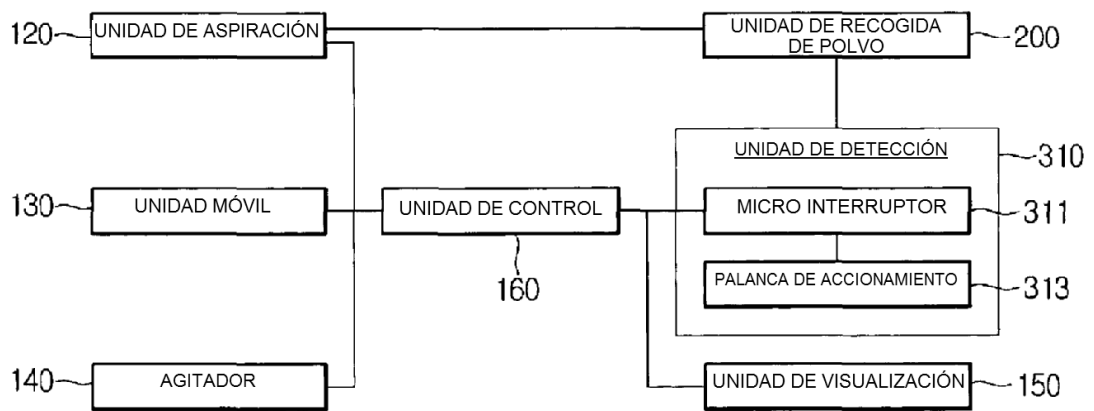 120 UNIDAD DE ASPIRACIÓN
UNIDAD DE RECOGIDA
DE POLVO
200
UNIDAD DE DETECCIÓN
310
130 UNIDAD MÓVIL
UNIDAD DE CONTROL
160
MICRO INTERRUPTOR 311
PALANCA DE ACCIONAMIENTO 313
140 AGITADOR
UNIDAD DE VISUALIZACIÓN 150